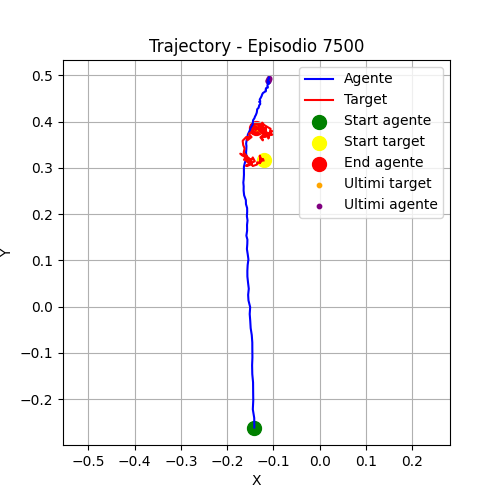 Trajectory - Episodio 7500
Agente
Target
Start agente
Start target
End agente
Ultimi target
Ultimi agente
0.5
0.4
0.3
0.2
0.1
0.0
−0.1
−0.2
Y
−0.5
−0.4
−0.3
−0.2
−0.1
0.0
0.1
0.2
X